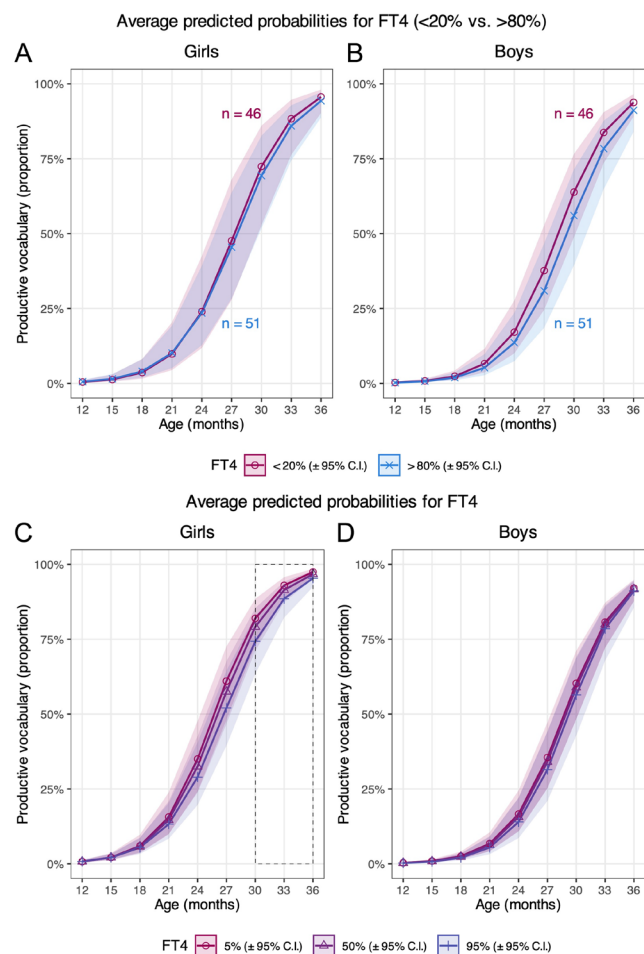 Average predicted probabilities for FT4 (<20% vs. >80%)
A Girls
B Boys
Productive vocabulary (proportion)
100%
75%
50%
25%
0%
n = 46
n = 51
12 15 18 21 24 27 30 33 36
Age (months)
Productive vocabulary (proportion)
100%
75%
50%
25%
0%
n = 46
n = 51
12 15 18 21 24 27 30 33 36
Age (months)
FT4 <20% (± 95% C.I.) >80% (± 95% C.I.)
Average predicted probabilities for FT4
C Girls
D Boys
Productive vocabulary (proportion)
100%
75%
50%
25%
0%
12 15 18 21 24 27 30 33 36
Age (months)
Productive vocabulary (proportion)
100%
75%
50%
25%
0%
12 15 18 21 24 27 30 33 36
Age (months)
FT4 5% (± 95% C.I.) 50% (± 95% C.I.) 95% (± 95% C.I.)